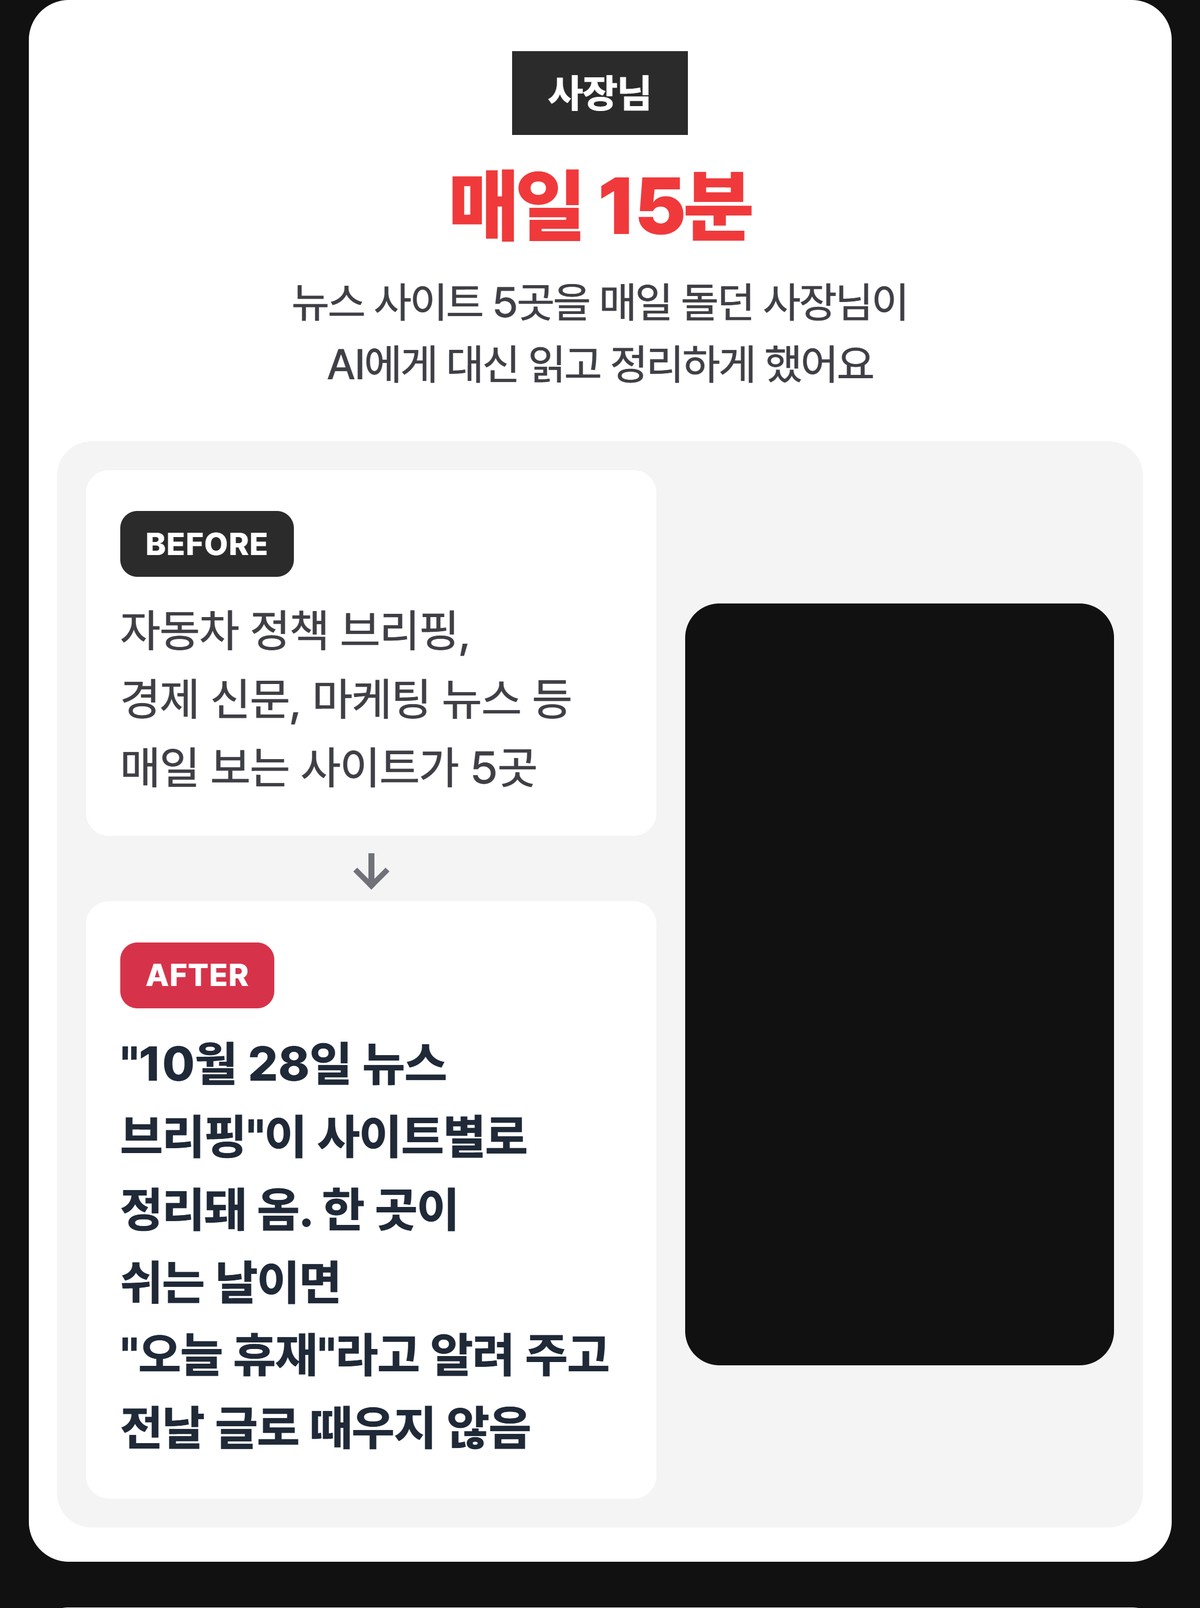 사장님
매일 15분
뉴스 사이트 5곳을 매일 돌던 사장님이
AI에게 대신 읽고 정리하게 했어요
BEFORE
자동차 정책 브리핑,
경제 신문, 마케팅 뉴스 등
매일 보는 사이트가 5곳
↓
AFTER
"10월 28일 뉴스
브리핑"이 사이트별로
정리돼 옴. 한 곳이
쉬는 날이면
"오늘 휴재"라고 알려 주고
전날 글로 때우지 않음